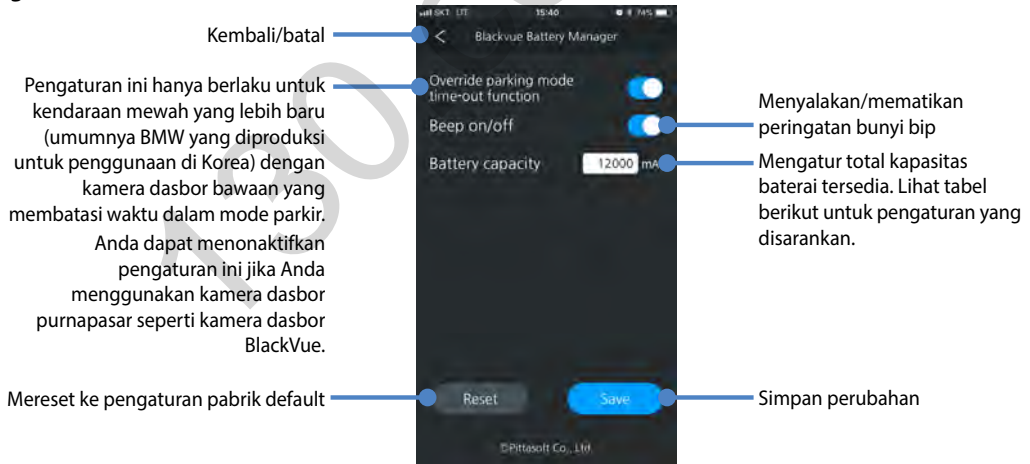 Kembali/batal
Pengaturan ini hanya berlaku untuk
kendaraan mewah yang lebih baru
(umumnya BMW yang diproduksi
untuk penggunaan di Korea) dengan
kamera dasbor bawaan yang
membatasi waktu dalam mode parkir.
Anda dapat menonaktifkan
pengaturan ini jika Anda
menggunakan kamera dasbor
purnapasar seperti kamera dasbor
BlackVue.
Mereset ke pengaturan pabrik default
SKT LTE 15:40 74%
< Blackvue Battery Manager
Override parking mode
time-out function
Beep on/off
Battery capacity 12000 mA
Reset Save
©Pittasoft Co., Ltd.
Menyalakan/mematikan
peringatan bunyi bip
Mengatur total kapasitas
baterai tersedia. Lihat tabel
berikut untuk pengaturan yang
disarankan.
Simpan perubahan
130